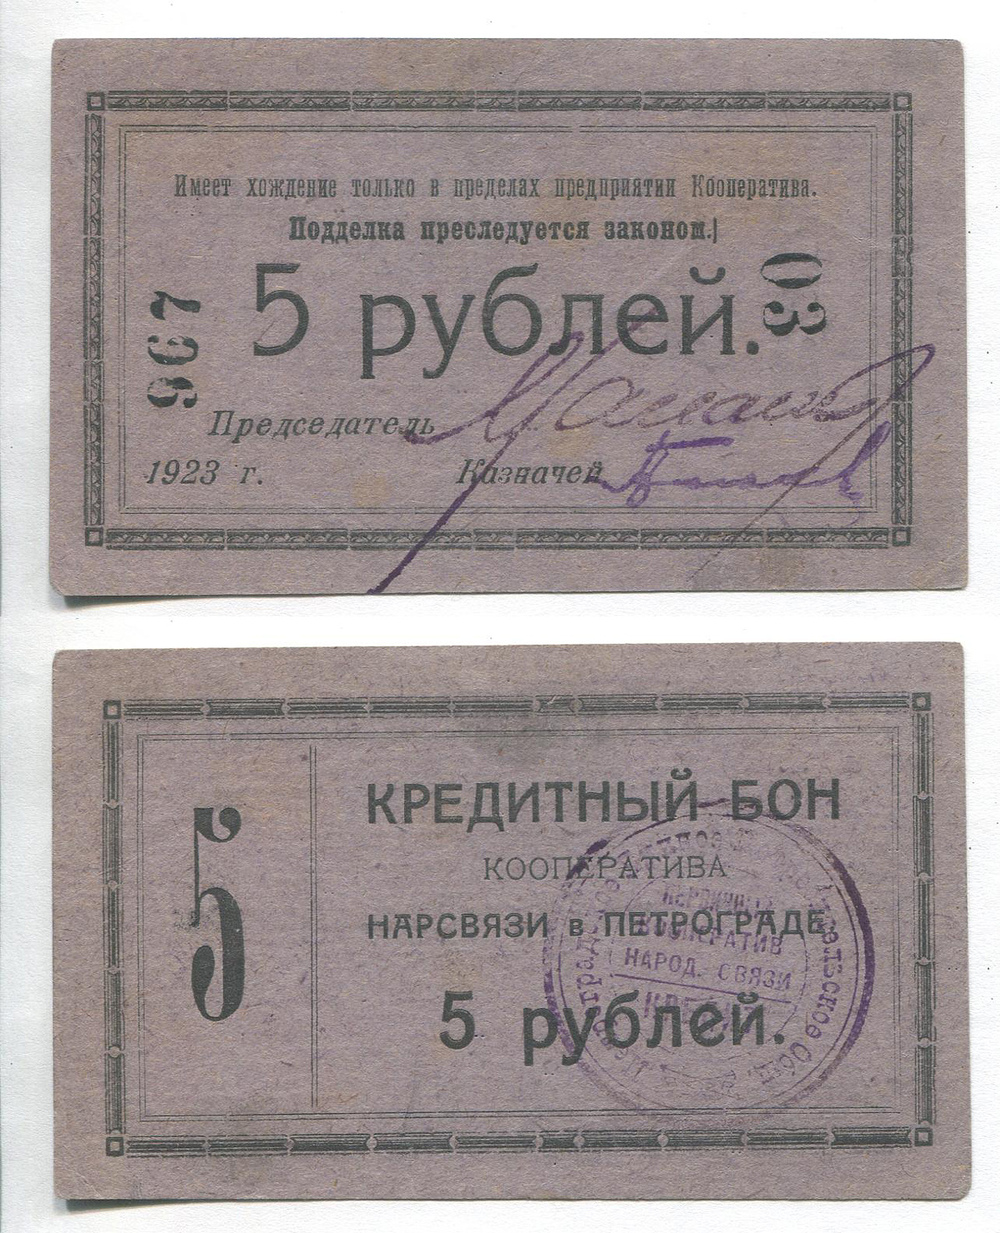 Имеет хождение только в пределах предприятии Кооператива.
Подделка преследуется законом.)
5 рублей.
967
03
Председатель
1923 г.
Казначей
5
КРЕДИТНЫЙ БОН
КООПЕРАТИВА
НАРСВЯЗИ в ПЕТРОГРАДЕ
5 рублей.
КООПЕРАТИВ
НАРОД. СВЯЗИ